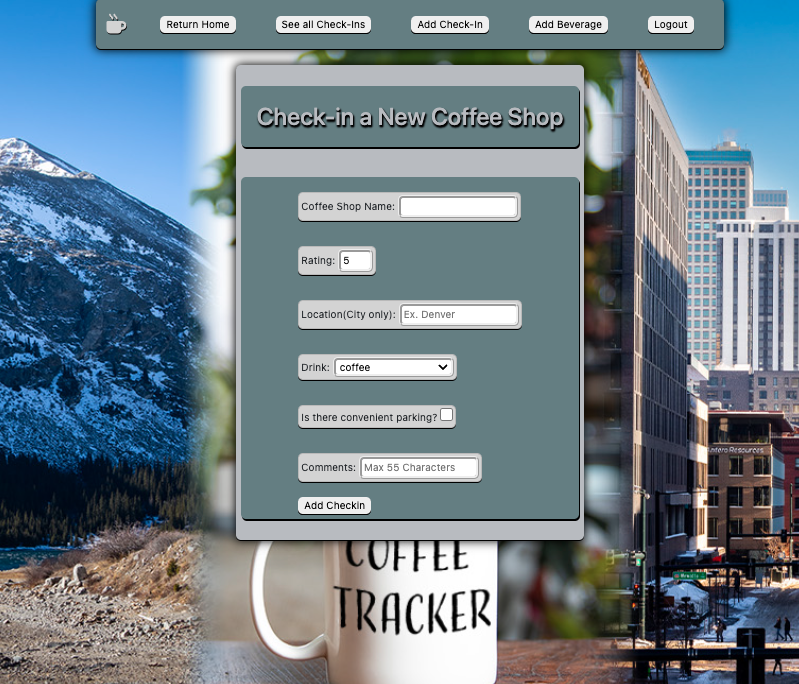 Return Home
See all Check-Ins
Add Check-In
Add Beverage
Logout
Check-in a New Coffee Shop
Coffee Shop Name:
Rating: 5
Location(City only): Ex. Denver
Drink: coffee
Is there convenient parking?
Comments: Max 55 Characters
Add Checkin
COFFEE
TRACKER
Resources